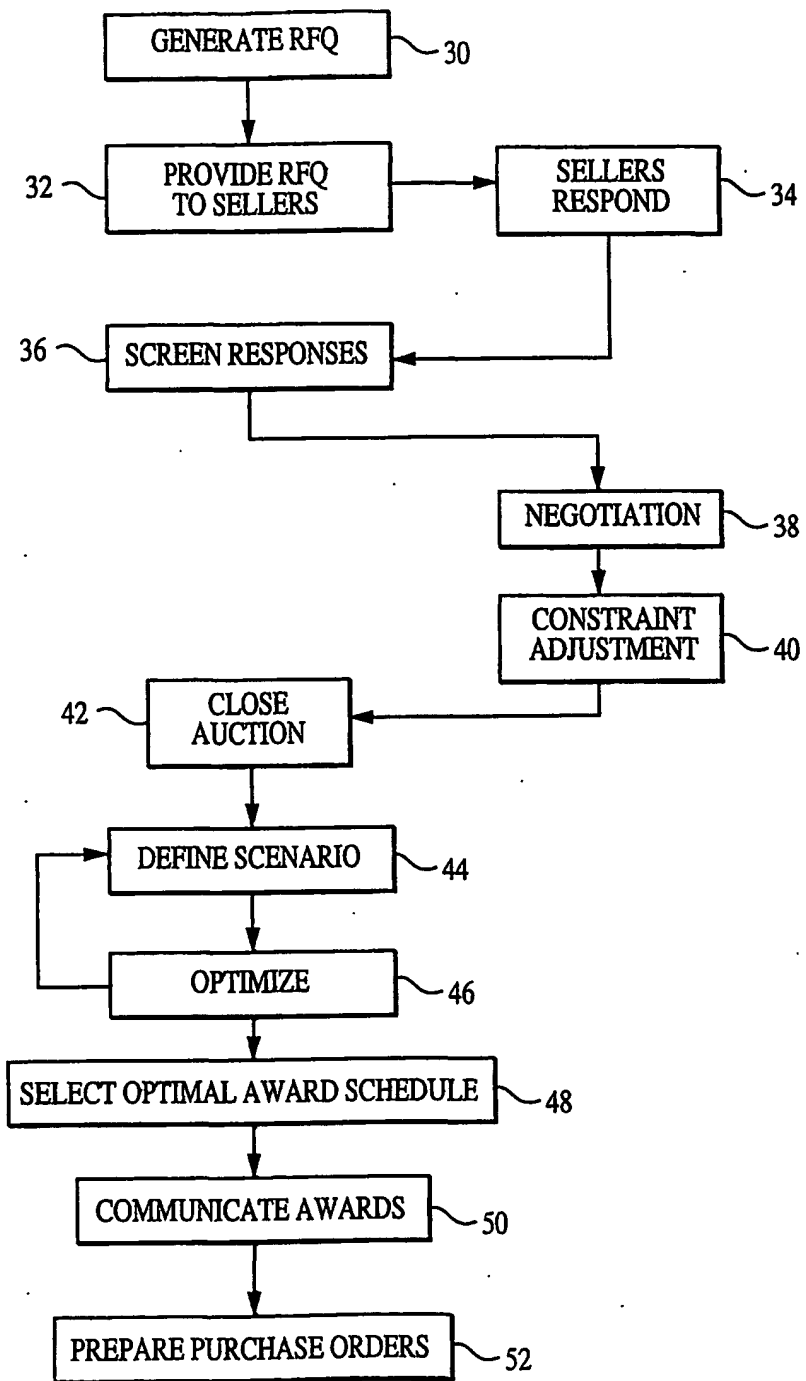 GENERATE RFQ
30
32
PROVIDE RFQ
TO SELLERS
SELLERS
RESPOND
34
36
SCREEN RESPONSES
NEGOTIATION
38
CONSTRAINT
ADJUSTMENT
40
42
CLOSE
AUCTION
DEFINE SCENARIO
44
OPTIMIZE
46
SELECT OPTIMAL AWARD SCHEDULE
48
COMMUNICATE AWARDS
50
PREPARE PURCHASE ORDERS
52